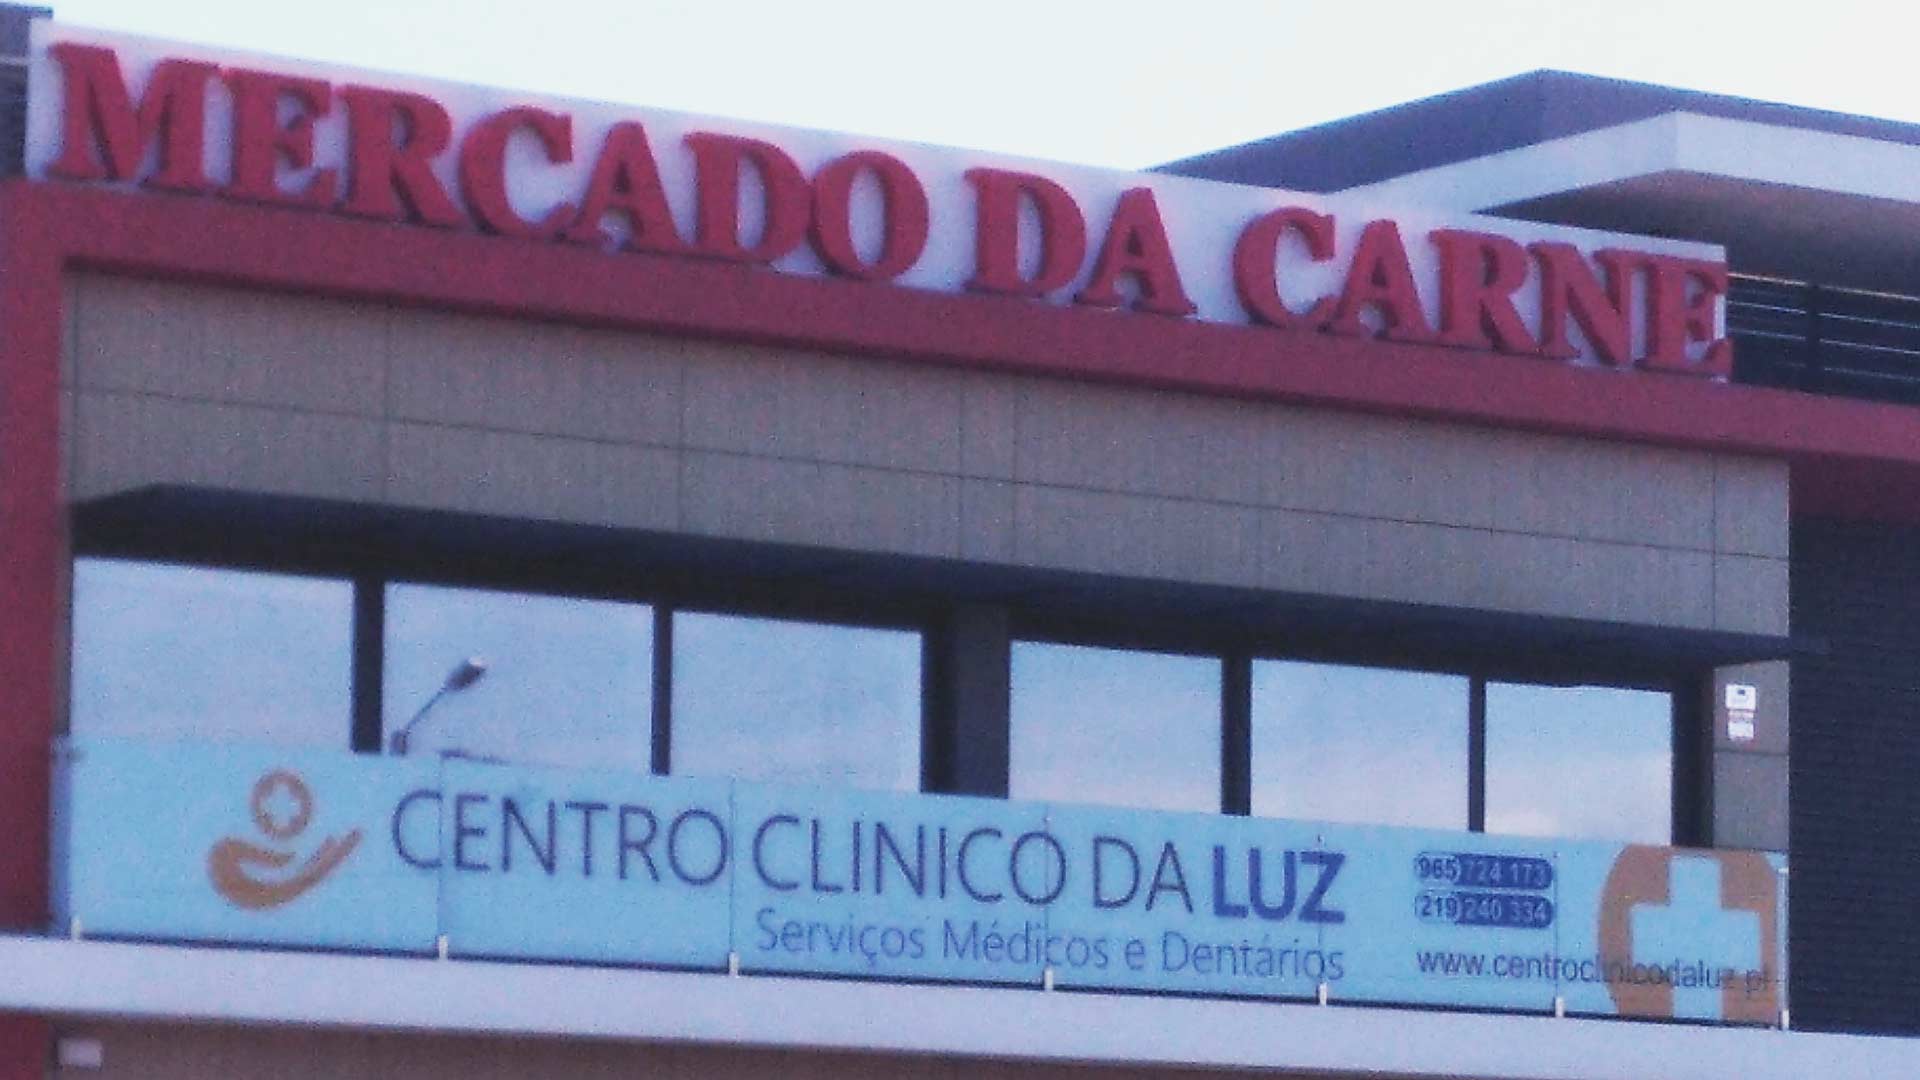 MERCADO DA CARNE
CENTRO CLINICO DA LUZ
Serviços Médicos e Dentários
965 724 173
219 240 334
www.centroclinicodaluz.pt